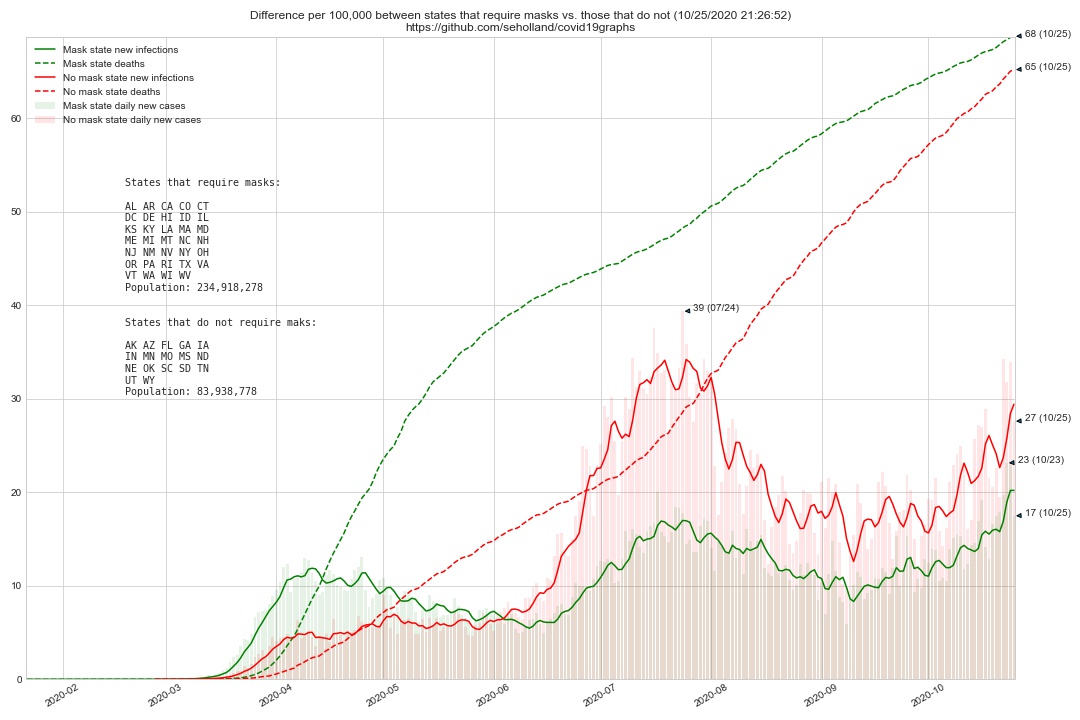 Difference per 100,000 between states that require masks vs. those that do not (10/25/2020 21:26:52)
https://github.com/seholland/covid19graphs
Mask state new infections
Mask state deaths
No mask state new infections
No mask state deaths
Mask state daily new cases
No mask state daily new cases
68 (10/25)
65 (10/25)
States that require masks:
AL AR CA CO CT
DC DE HI ID IL
KS KY LA MA MD
ME MI MT NC NH
NJ NM NV NY OH
OR PA RI TX VA
VT WA WI WV
Population: 234,918,278
States that do not require maks:
AK AZ FL GA IA
IN MN MO MS ND
NE OK SC SD TN
UT WY
Population: 83,938,778
39 (07/24)
27 (10/25)
23 (10/23)
17 (10/25)
60
50
40
30
20
10
0
2020-02
2020-03
2020-04
2020-05
2020-06
2020-07
2020-08
2020-09
2020-10